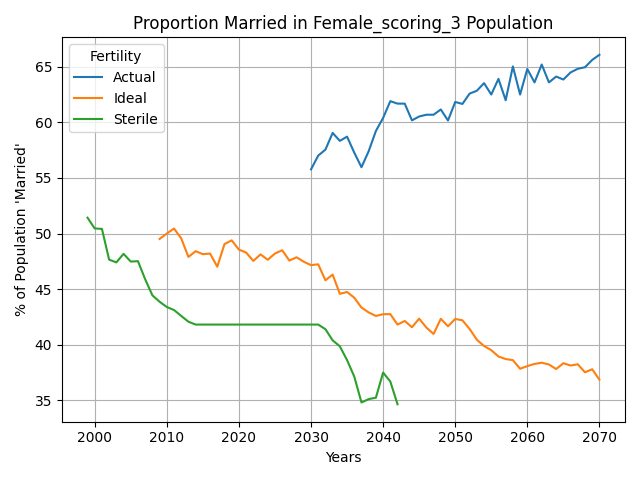 Proportion Married in Female_scoring_3 Population
% of Population 'Married'
65
60
55
50
45
40
35
Fertility
Actual
Ideal
Sterile
2000 2010 2020 2030 2040 2050 2060 2070
Years